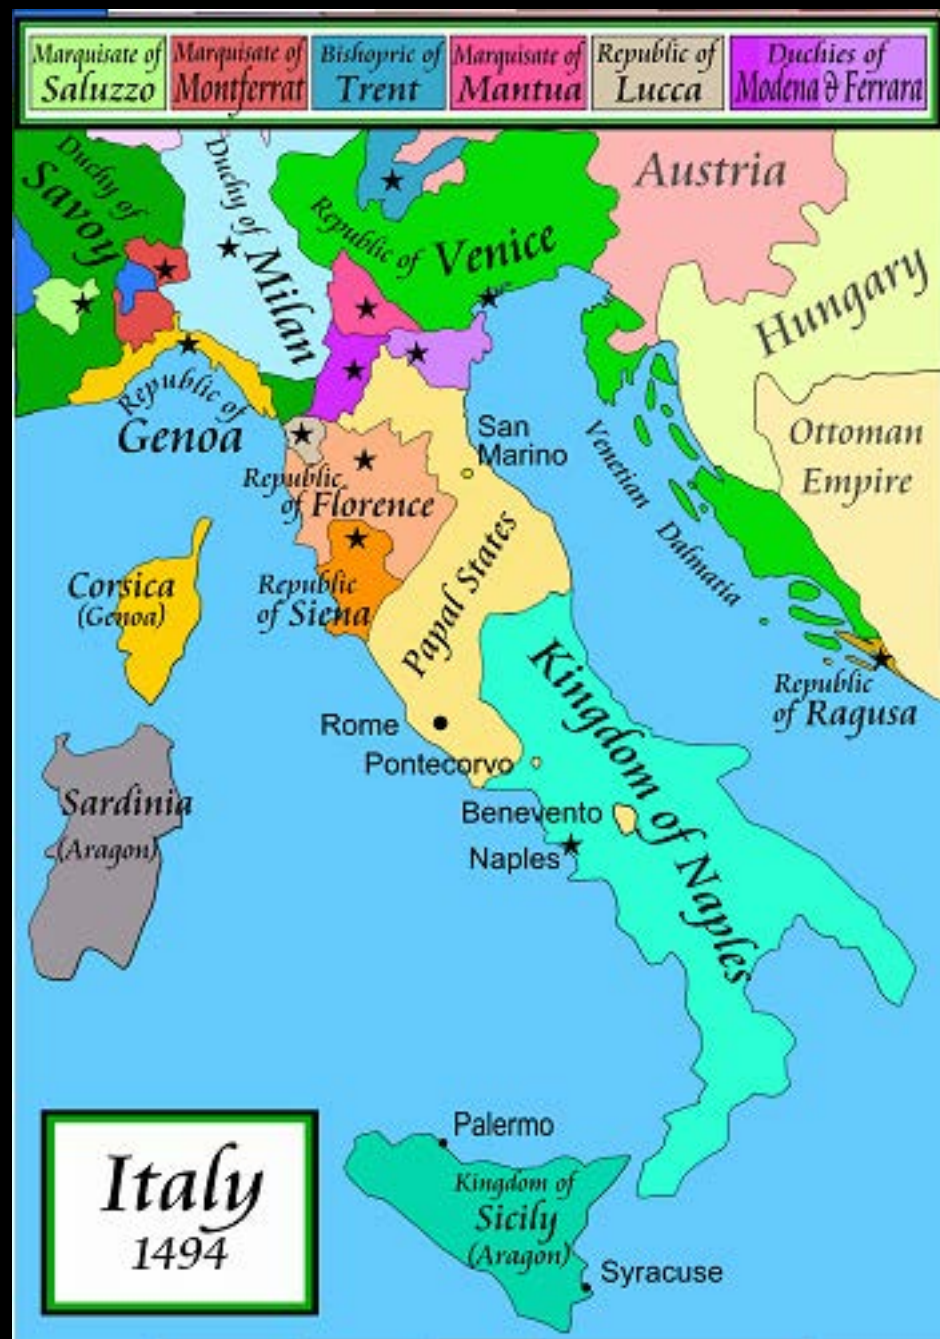 Marquisate of
Saluzzo
Marquisate of
Montferrat
Bishopric of
Trent
Marquisate of
Mantua
Republic of
Lucca
Duchies of
Modena & Ferrara
Duchy of
Savoy
Duchy of
Milan
Republic of
Venice
Austria
Hungary
Ottoman
Empire
Republic of
Genoa
San
Marino
Venetian Dalmatia
Republic
of Florence
Republic
of Siena
Papal States
Corsica
(Genoa)
Republic
of Ragusa
Rome
Pontecorvo
Kingdom of Naples
Benevento
Naples
Sardinia
(Aragon)
Palermo
Kingdom of
Sicily
(Aragon)
Syracuse
Italy
1494